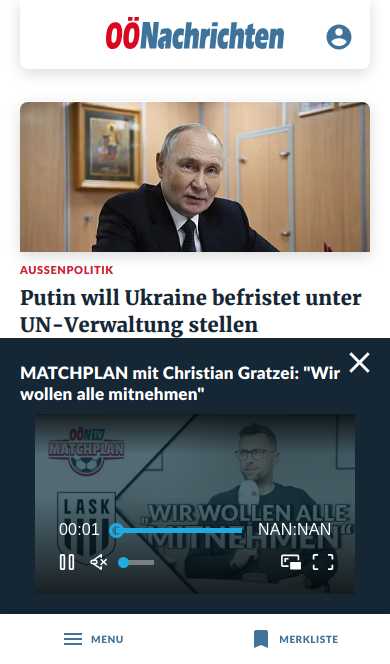 OÖNachrichten
AUSSENPOLITIK
Putin will Ukraine befristet unter
UN-Verwaltung stellen
MATCHPLAN mit Christian Gratzei: "Wir
wollen alle mitnehmen"
OÖN TV
MATCHPLAN
LASK
„WIR WOLLEN ALLE
MITNEHMEN"
00:01
NAN:NAN
MENU
MERKLISTE